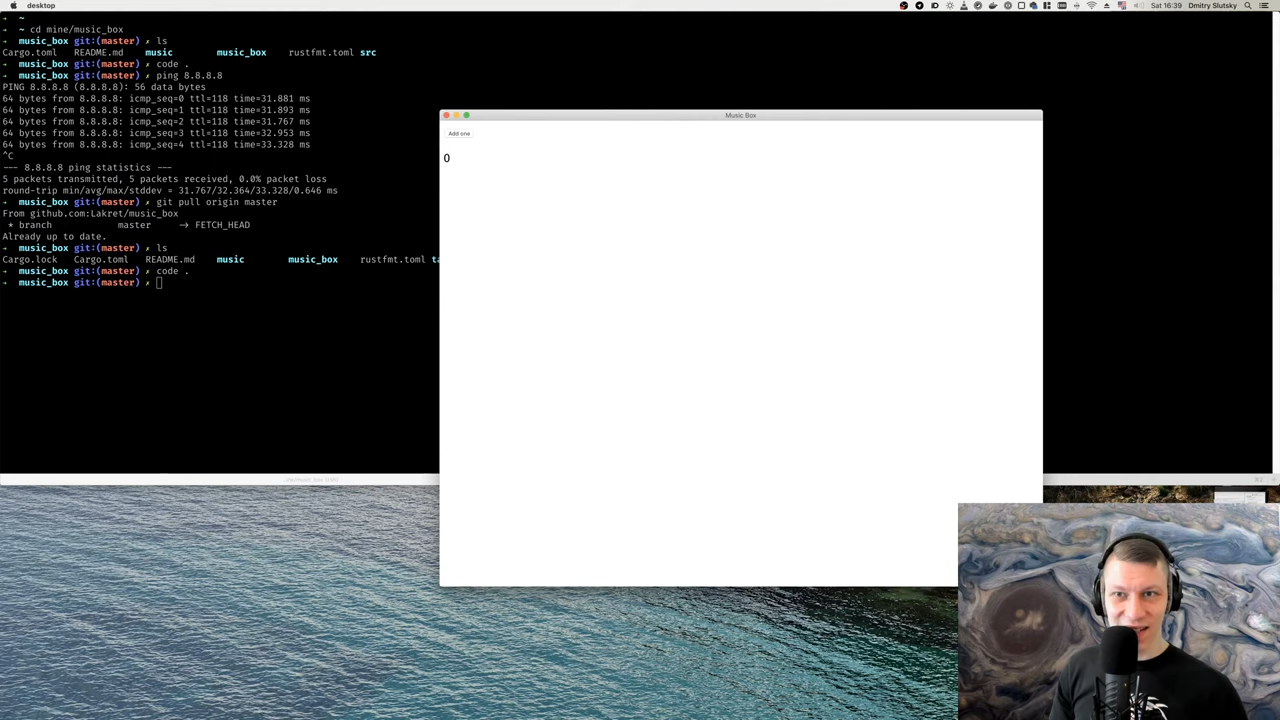 desktop
Sat 16:39 Dmitry Slutsky
→ ~
→ ~ cd mine/music_box
→ music_box git:(master) ✗ ls
Cargo.toml README.md music music_box rustfmt.toml src
→ music_box git:(master) ✗ code .
→ music_box git:(master) ✗ ping 8.8.8.8
PING 8.8.8.8 (8.8.8.8): 56 data bytes
64 bytes from 8.8.8.8: icmp_seq=0 ttl=118 time=31.881 ms
64 bytes from 8.8.8.8: icmp_seq=1 ttl=118 time=31.893 ms
64 bytes from 8.8.8.8: icmp_seq=2 ttl=118 time=31.767 ms
64 bytes from 8.8.8.8: icmp_seq=3 ttl=118 time=32.953 ms
64 bytes from 8.8.8.8: icmp_seq=4 ttl=118 time=33.328 ms
^C
--- 8.8.8.8 ping statistics ---
5 packets transmitted, 5 packets received, 0.0% packet loss
round-trip min/avg/max/stddev = 31.767/32.364/33.328/0.646 ms
→ music_box git:(master) ✗ git pull origin master
From github.com:Lakret/music_box
* branch master -> FETCH_HEAD
Already up to date.
→ music_box git:(master) ✗ ls
Cargo.lock Cargo.toml README.md music music_box rustfmt.toml ta
→ music_box git:(master) ✗ code .
→ music_box git:(master) ✗
Music Box
Add one
0